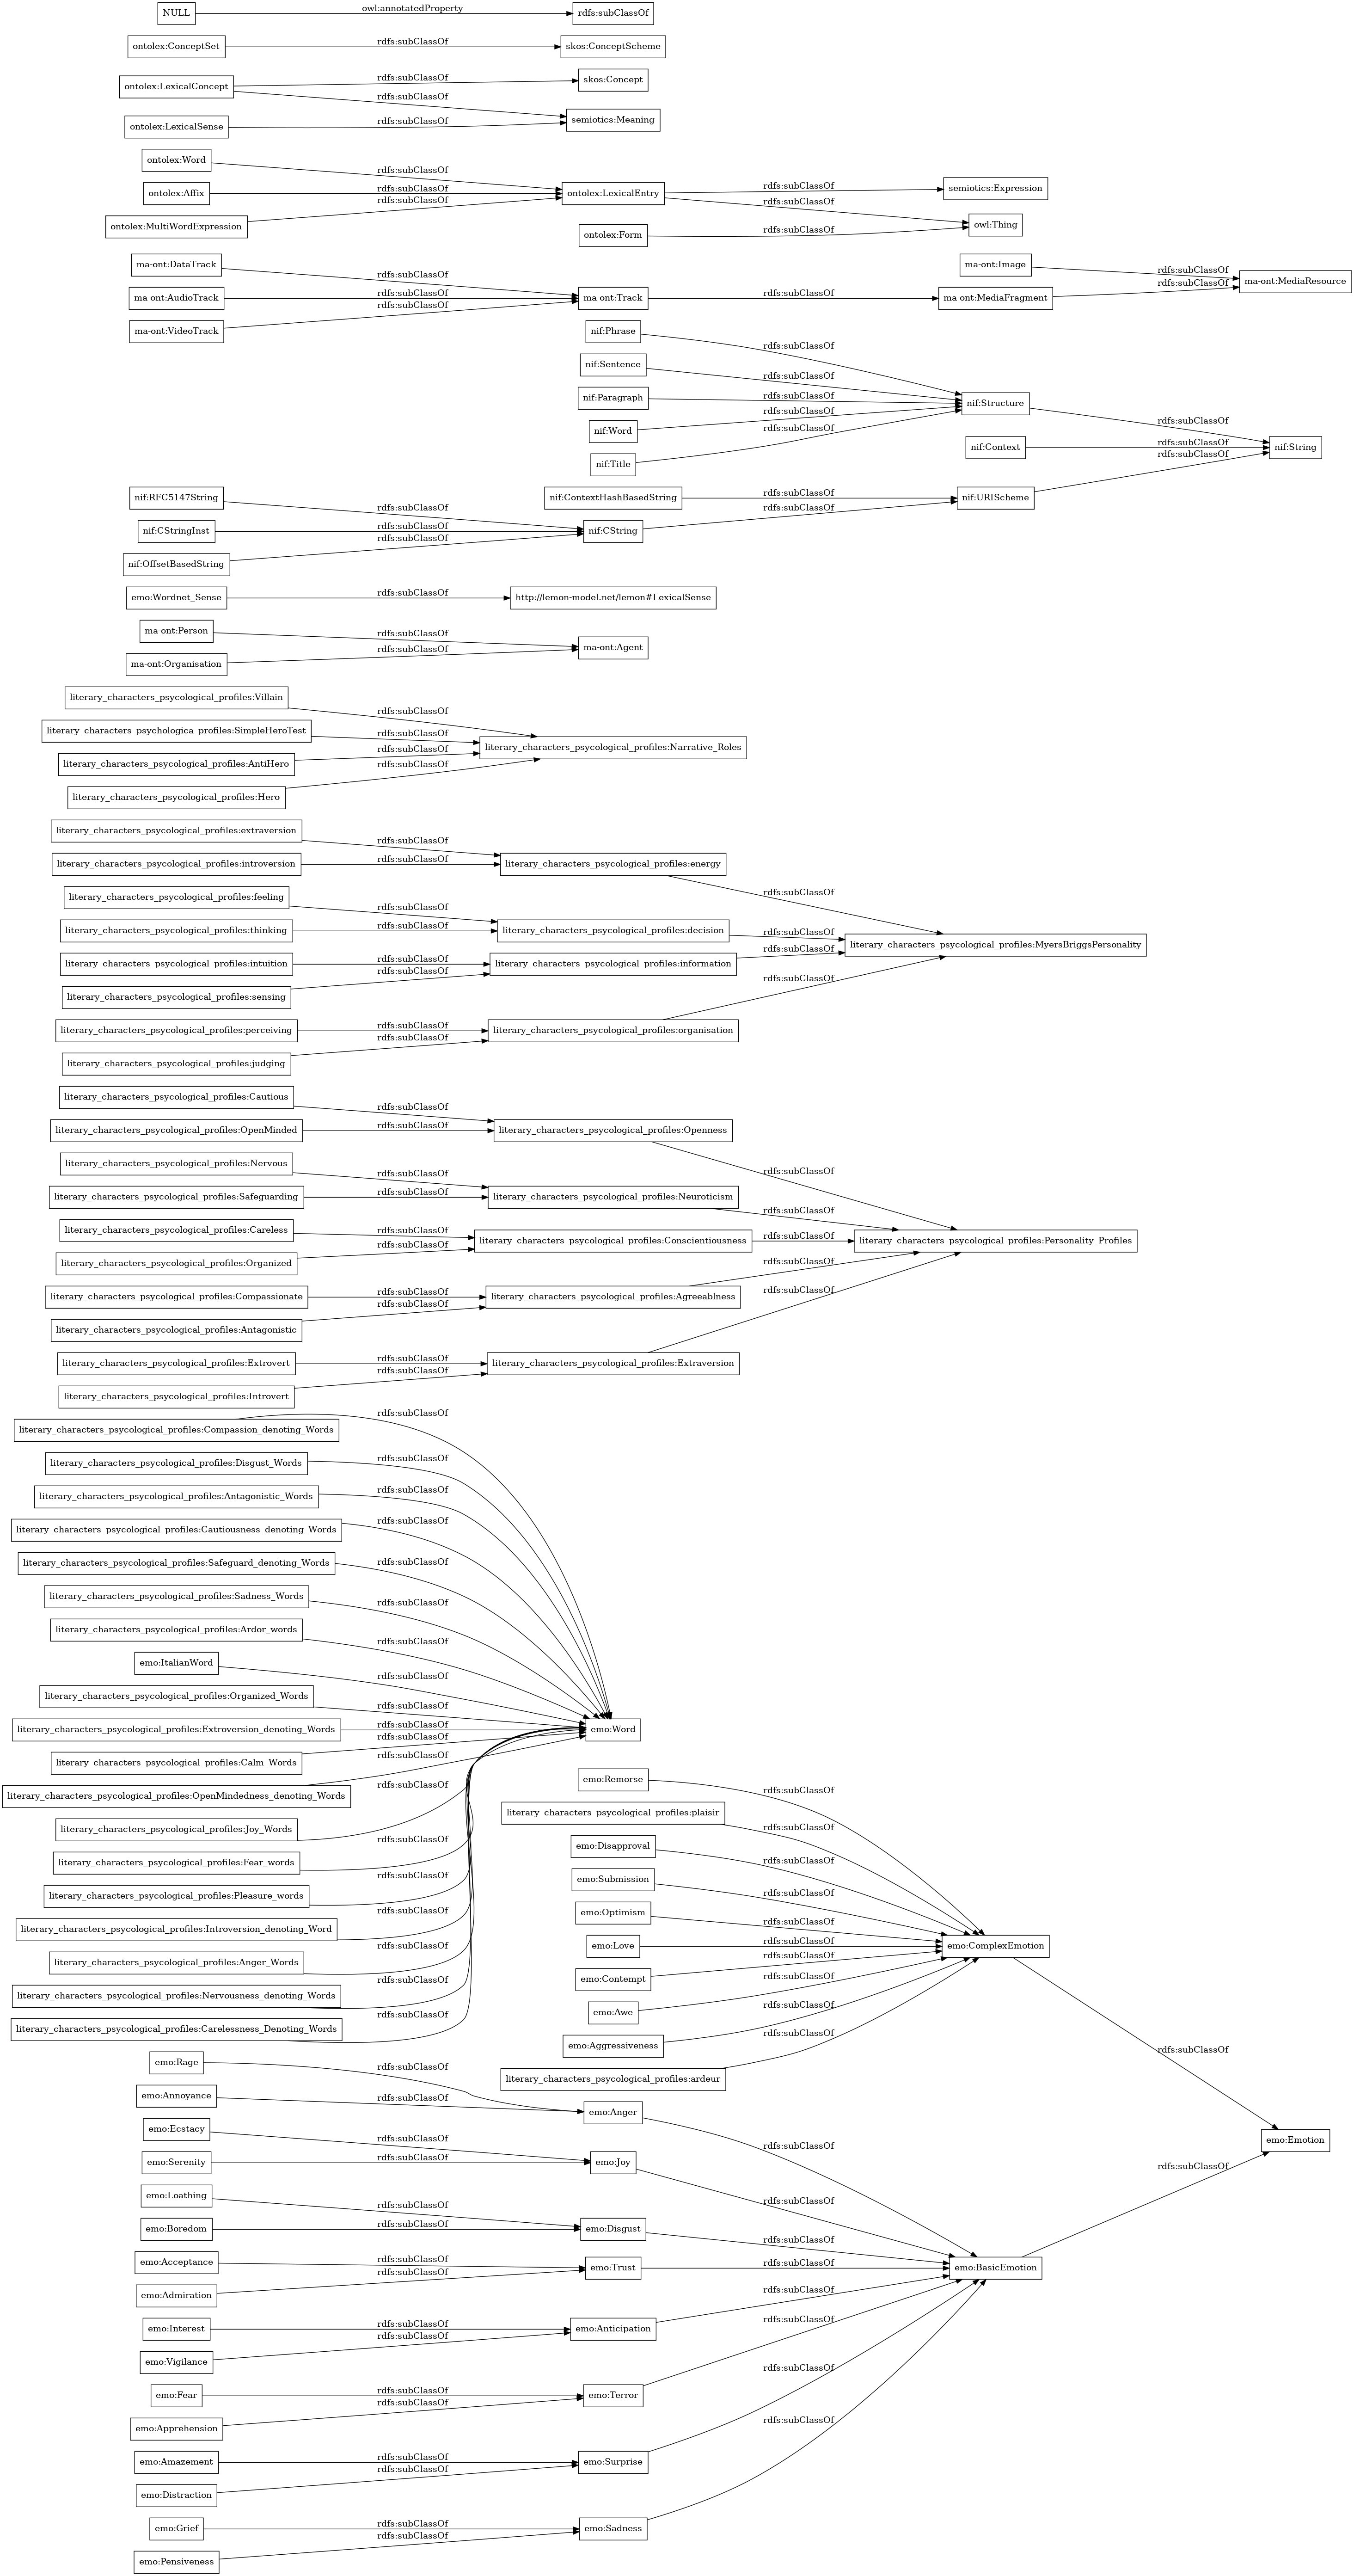 NULL
owl:annotatedProperty
rdfs:subClassOf
ontolex:ConceptSet
rdfs:subClassOf
skos:ConceptScheme
ontolex:LexicalConcept
rdfs:subClassOf
skos:Concept
rdfs:subClassOf
semiotics:Meaning
ontolex:LexicalSense
rdfs:subClassOf
ontolex:Word
rdfs:subClassOf
ontolex:Affix
rdfs:subClassOf
ontolex:LexicalEntry
rdfs:subClassOf
semiotics:Expression
ontolex:MultiWordExpression
rdfs:subClassOf
rdfs:subClassOf
owl:Thing
ontolex:Form
rdfs:subClassOf
ma-ont:DataTrack
rdfs:subClassOf
ma-ont:Image
rdfs:subClassOf
ma-ont:MediaResource
ma-ont:AudioTrack
rdfs:subClassOf
ma-ont:Track
rdfs:subClassOf
ma-ont:MediaFragment
rdfs:subClassOf
ma-ont:VideoTrack
rdfs:subClassOf
nif:Phrase
rdfs:subClassOf
nif:Sentence
rdfs:subClassOf
nif:Paragraph
rdfs:subClassOf
nif:Structure
rdfs:subClassOf
nif:Word
rdfs:subClassOf
nif:Title
rdfs:subClassOf
nif:Context
rdfs:subClassOf
nif:String
rdfs:subClassOf
nif:RFC5147String
rdfs:subClassOf
nif:ContextHashBasedString
rdfs:subClassOf
nif:URIScheme
nif:CStringInst
rdfs:subClassOf
nif:CString
rdfs:subClassOf
nif:OffsetBasedString
rdfs:subClassOf
emo:Wordnet_Sense
rdfs:subClassOf
http://lemon-model.net/lemon#LexicalSense
ma-ont:Person
rdfs:subClassOf
ma-ont:Agent
ma-ont:Organisation
rdfs:subClassOf
literary_characters_psycological_profiles:Villain
rdfs:subClassOf
literary_characters_psychologica_profiles:SimpleHeroTest
rdfs:subClassOf
literary_characters_psycological_profiles:Narrative_Roles
literary_characters_psycological_profiles:AntiHero
rdfs:subClassOf
literary_characters_psycological_profiles:Hero
rdfs:subClassOf
literary_characters_psycological_profiles:extraversion
rdfs:subClassOf
literary_characters_psycological_profiles:introversion
rdfs:subClassOf
literary_characters_psycological_profiles:energy
rdfs:subClassOf
literary_characters_psycological_profiles:feeling
rdfs:subClassOf
literary_characters_psycological_profiles:thinking
rdfs:subClassOf
literary_characters_psycological_profiles:decision
rdfs:subClassOf
literary_characters_psycological_profiles:MyersBriggsPersonality
literary_characters_psycological_profiles:intuition
rdfs:subClassOf
literary_characters_psycological_profiles:information
rdfs:subClassOf
literary_characters_psycological_profiles:sensing
rdfs:subClassOf
literary_characters_psycological_profiles:perceiving
rdfs:subClassOf
literary_characters_psycological_profiles:organisation
rdfs:subClassOf
literary_characters_psycological_profiles:judging
rdfs:subClassOf
literary_characters_psycological_profiles:Cautious
rdfs:subClassOf
literary_characters_psycological_profiles:OpenMinded
rdfs:subClassOf
literary_characters_psycological_profiles:Openness
rdfs:subClassOf
literary_characters_psycological_profiles:Nervous
rdfs:subClassOf
literary_characters_psycological_profiles:Safeguarding
rdfs:subClassOf
literary_characters_psycological_profiles:Neuroticism
rdfs:subClassOf
literary_characters_psycological_profiles:Careless
rdfs:subClassOf
literary_characters_psycological_profiles:Conscientiousness
rdfs:subClassOf
literary_characters_psycological_profiles:Personality_Profiles
literary_characters_psycological_profiles:Organized
rdfs:subClassOf
literary_characters_psycological_profiles:Compassionate
rdfs:subClassOf
literary_characters_psycological_profiles:Agreeablness
rdfs:subClassOf
literary_characters_psycological_profiles:Antagonistic
rdfs:subClassOf
literary_characters_psycological_profiles:Extrovert
rdfs:subClassOf
literary_characters_psycological_profiles:Extraversion
rdfs:subClassOf
literary_characters_psycological_profiles:Introvert
rdfs:subClassOf
literary_characters_psycological_profiles:Compassion_denoting_Words
rdfs:subClassOf
literary_characters_psycological_profiles:Disgust_Words
rdfs:subClassOf
literary_characters_psycological_profiles:Antagonistic_Words
rdfs:subClassOf
literary_characters_psycological_profiles:Cautiousness_denoting_Words
rdfs:subClassOf
literary_characters_psycological_profiles:Safeguard_denoting_Words
rdfs:subClassOf
literary_characters_psycological_profiles:Sadness_Words
rdfs:subClassOf
literary_characters_psycological_profiles:Ardor_words
rdfs:subClassOf
emo:ItalianWord
rdfs:subClassOf
literary_characters_psycological_profiles:Organized_Words
rdfs:subClassOf
literary_characters_psycological_profiles:Extroversion_denoting_Words
rdfs:subClassOf
emo:Word
literary_characters_psycological_profiles:Calm_Words
rdfs:subClassOf
literary_characters_psycological_profiles:OpenMindedness_denoting_Words
rdfs:subClassOf
literary_characters_psycological_profiles:Joy_Words
rdfs:subClassOf
literary_characters_psycological_profiles:Fear_words
rdfs:subClassOf
literary_characters_psycological_profiles:Pleasure_words
rdfs:subClassOf
literary_characters_psycological_profiles:Introversion_denoting_Word
rdfs:subClassOf
literary_characters_psycological_profiles:Anger_Words
rdfs:subClassOf
literary_characters_psycological_profiles:Nervousness_denoting_Words
rdfs:subClassOf
literary_characters_psycological_profiles:Carelessness_Denoting_Words
rdfs:subClassOf
emo:Remorse
rdfs:subClassOf
literary_characters_psycological_profiles:plaisir
rdfs:subClassOf
emo:Disapproval
rdfs:subClassOf
emo:Submission
rdfs:subClassOf
emo:Optimism
rdfs:subClassOf
emo:Love
rdfs:subClassOf
emo:ComplexEmotion
rdfs:subClassOf
emo:Contempt
rdfs:subClassOf
emo:Awe
rdfs:subClassOf
emo:Aggressiveness
rdfs:subClassOf
literary_characters_psycological_profiles:ardeur
rdfs:subClassOf
emo:Emotion
emo:Rage
rdfs:subClassOf
emo:Annoyance
rdfs:subClassOf
emo:Anger
rdfs:subClassOf
emo:Ecstacy
rdfs:subClassOf
emo:Serenity
rdfs:subClassOf
emo:Joy
rdfs:subClassOf
emo:Loathing
rdfs:subClassOf
emo:Boredom
rdfs:subClassOf
emo:Disgust
rdfs:subClassOf
emo:Acceptance
rdfs:subClassOf
emo:Trust
rdfs:subClassOf
emo:BasicEmotion
rdfs:subClassOf
emo:Admiration
rdfs:subClassOf
emo:Interest
rdfs:subClassOf
emo:Anticipation
rdfs:subClassOf
emo:Vigilance
rdfs:subClassOf
emo:Fear
rdfs:subClassOf
emo:Terror
rdfs:subClassOf
emo:Apprehension
rdfs:subClassOf
emo:Amazement
rdfs:subClassOf
emo:Surprise
rdfs:subClassOf
emo:Distraction
rdfs:subClassOf
emo:Grief
rdfs:subClassOf
emo:Sadness
rdfs:subClassOf
emo:Pensiveness
rdfs:subClassOf